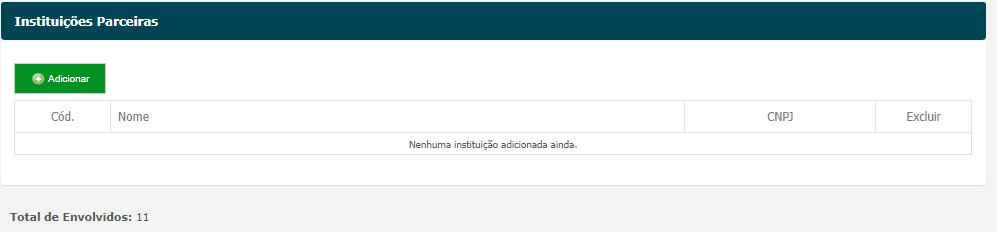 Instituições Parceiras
Adicionar
Cód. Nome CNPJ Excluir
Nenhuma instituição adicionada ainda.
Total de Envolvidos: 11